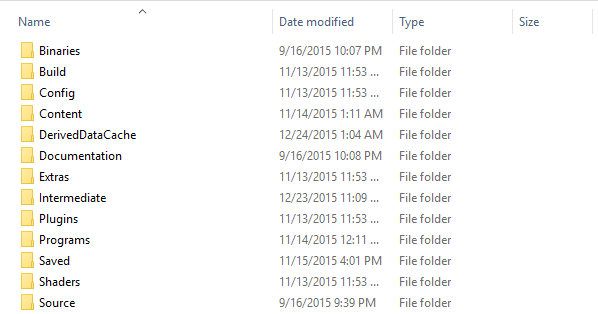 Name Date modified Type Size
Binaries 9/16/2015 10:07 PM File folder
Build 11/13/2015 11:53 ... File folder
Config 11/13/2015 11:53 ... File folder
Content 11/14/2015 1:11 AM File folder
DerivedDataCache 12/24/2015 1:04 AM File folder
Documentation 9/16/2015 10:08 PM File folder
Extras 11/13/2015 11:53 ... File folder
Intermediate 12/23/2015 11:09 ... File folder
Plugins 11/13/2015 11:53 ... File folder
Programs 11/14/2015 12:11 ... File folder
Saved 11/15/2015 4:01 PM File folder
Shaders 11/13/2015 11:53 ... File folder
Source 9/16/2015 9:39 PM File folder